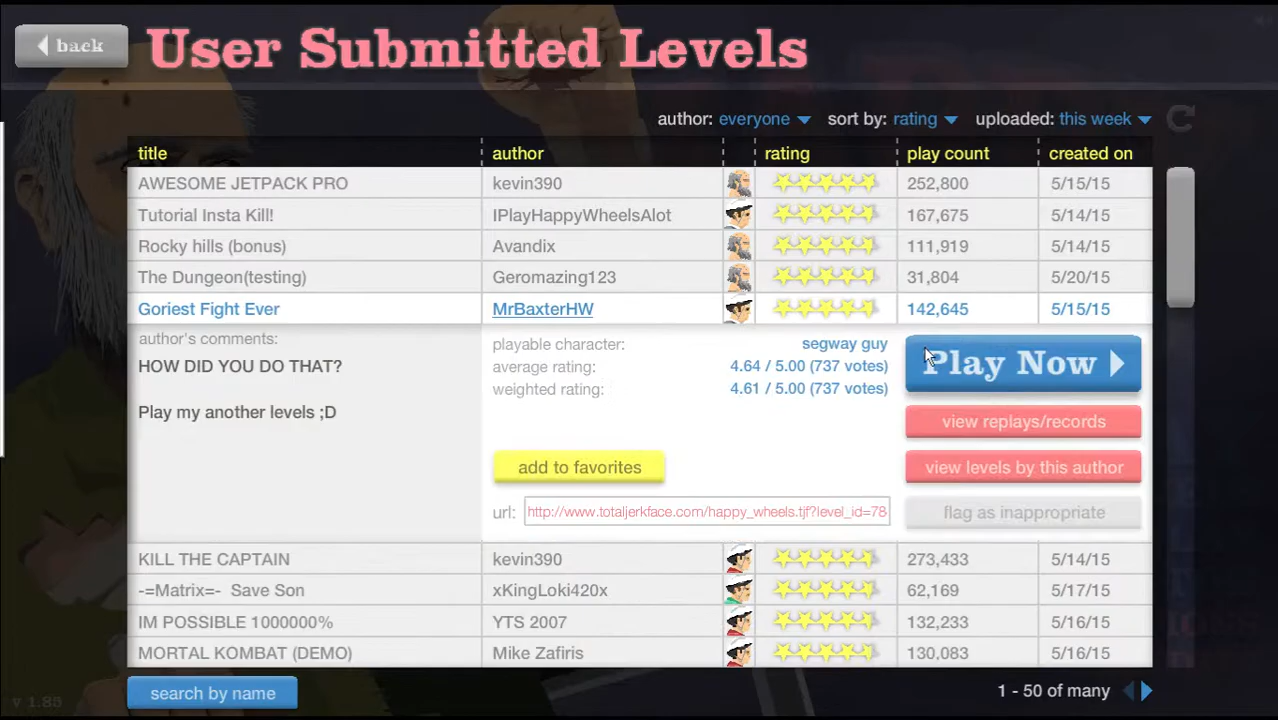 back
User Submitted Levels
author: everyone sort by: rating uploaded: this week
title author rating play count created on
AWESOME JETPACK PRO kevin390 252,800 5/15/15
Tutorial Insta Kill! IPlayHappyWheelsAlot 167,675 5/14/15
Rocky hills (bonus) Avandix 111,919 5/14/15
The Dungeon(testing) Geromazing123 31,804 5/20/15
Goriest Fight Ever MrBaxterHW 142,645 5/15/15
author's comments:
HOW DID YOU DO THAT?
Play my another levels ;D
playable character: segway guy
average rating: 4.64 / 5.00 (737 votes)
weighted rating: 4.61 / 5.00 (737 votes)
add to favorites
url: http://www.totaljerkface.com/happy_wheels.tjf?level_id=78
Play Now
view replays/records
view levels by this author
flag as inappropriate
KILL THE CAPTAIN kevin390 273,433 5/14/15
-=Matrix=- Save Son xKingLoki420x 62,169 5/17/15
IM POSSIBLE 1000000% YTS 2007 132,233 5/16/15
MORTAL KOMBAT (DEMO) Mike Zafiris 130,083 5/16/15
search by name
1 - 50 of many
v 1.85